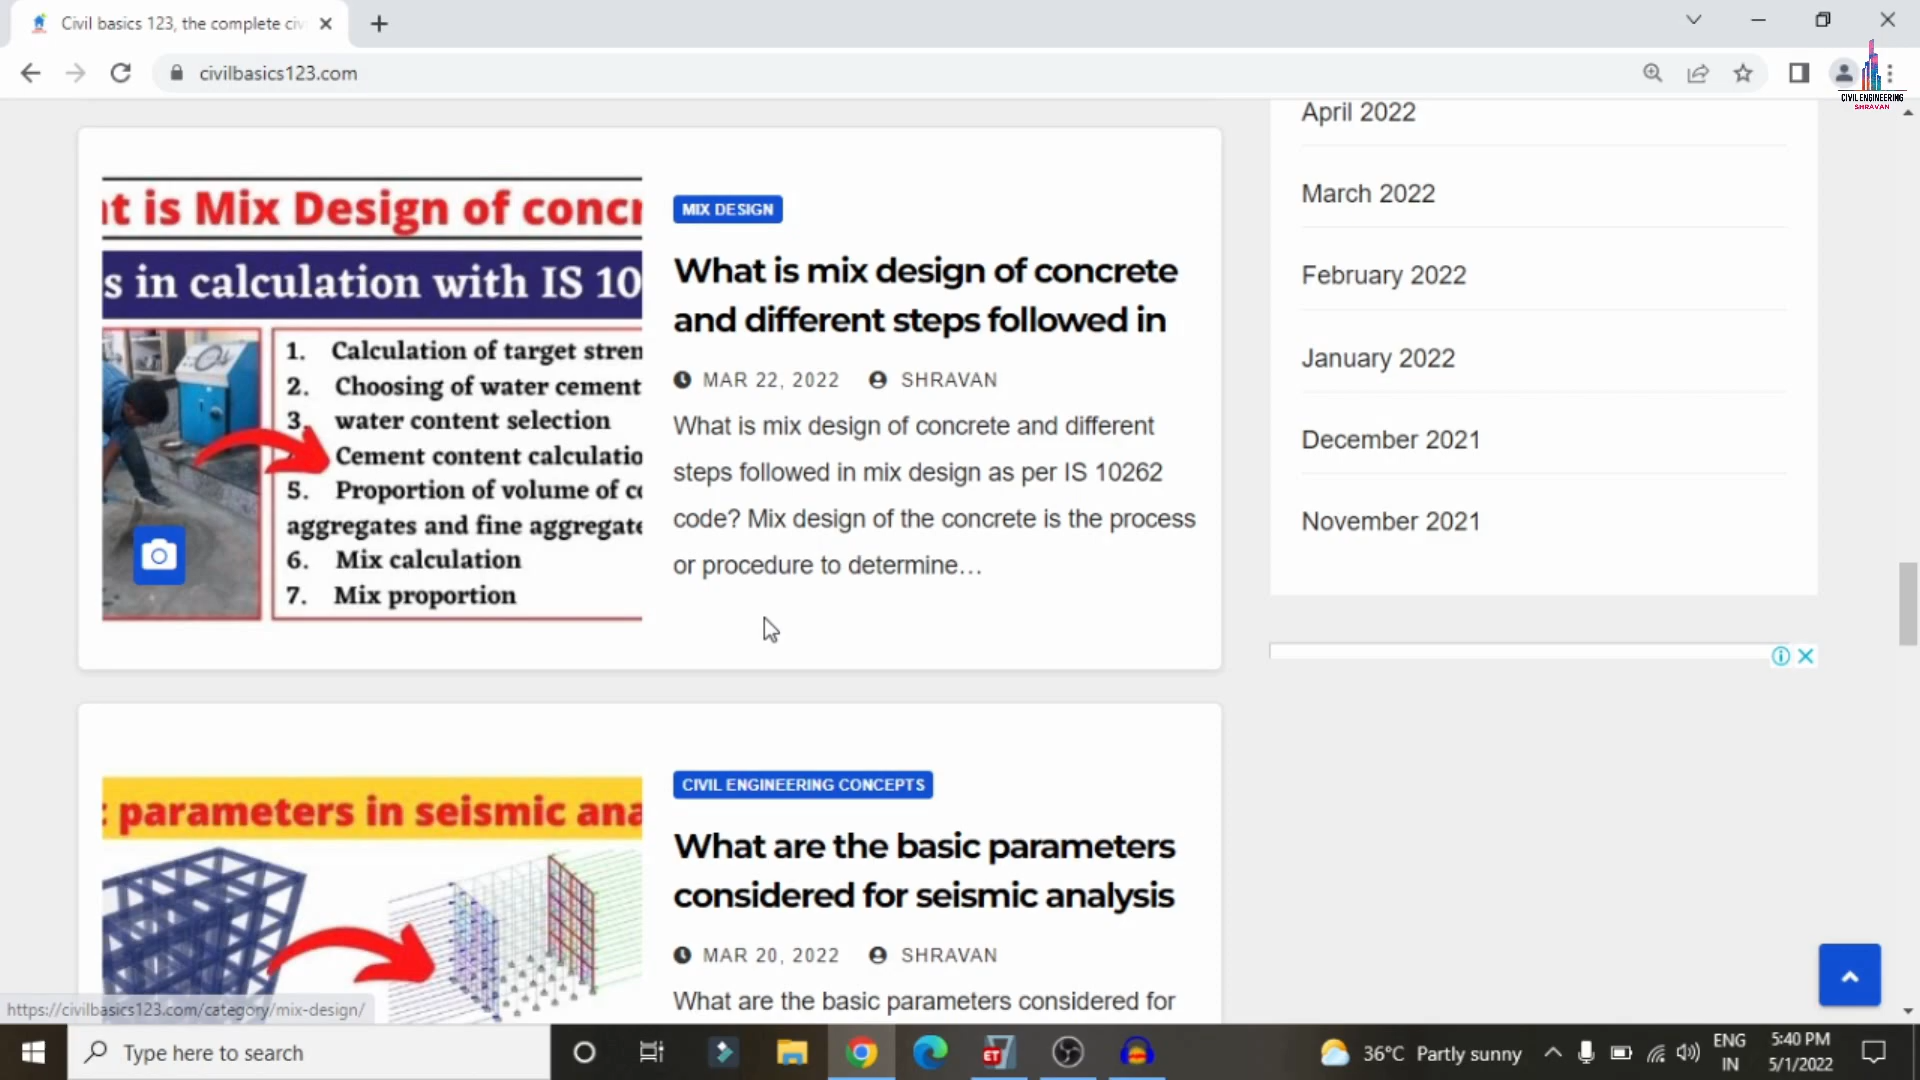 Civil basics 123, the complete civ
civilbasics123.com
CIVIL ENGINEERING
SHRAVAN
April 2022
March 2022
February 2022
January 2022
December 2021
November 2021
at is Mix Design of concr
s in calculation with IS 10
1. Calculation of target stren
2. Choosing of water cement
3. water content selection
Cement content calculatio
5. Proportion of volume of co
aggregates and fine aggregate
6. Mix calculation
7. Mix proportion
MIX DESIGN
What is mix design of concrete
and different steps followed in
MAR 22, 2022 SHRAVAN
What is mix design of concrete and different
steps followed in mix design as per IS 10262
code? Mix design of the concrete is the process
or procedure to determine…
c parameters in seismic ana
CIVIL ENGINEERING CONCEPTS
What are the basic parameters
considered for seismic analysis
MAR 20, 2022 SHRAVAN
What are the basic parameters considered for
https://civilbasics123.com/category/mix-design/
Type here to search
ET
36°C Partly sunny
ENG
IN
5:40 PM
5/1/2022